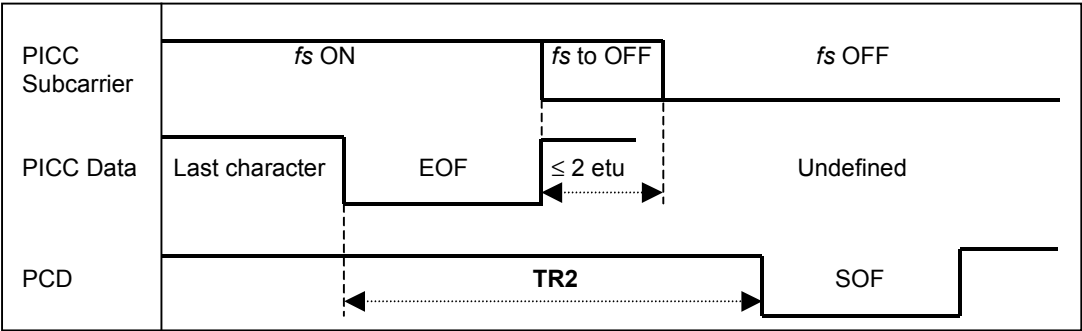 PICC Subcarrier
fs ON
fs to OFF
fs OFF
PICC Data
Last character
EOF
≤ 2 etu
Undefined
PCD
TR2
SOF